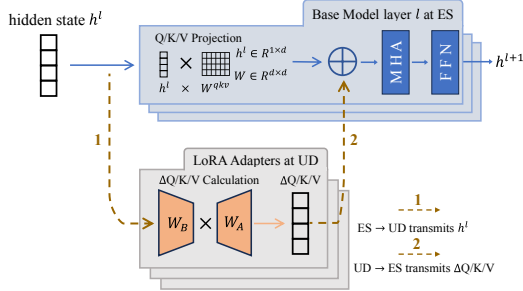 hidden state h^l
Base Model layer l at ES
Q/K/V Projection
h^l ∈ R^{1×d}
W ∈ R^{d×d}
×
h^l × W^{qkv}
MHA
FFN
h^{l+1}
1
2
LoRA Adapters at UD
ΔQ/K/V Calculation
ΔQ/K/V
W_B × W_A
1
ES → UD transmits h^l
2
UD → ES transmits ΔQ/K/V